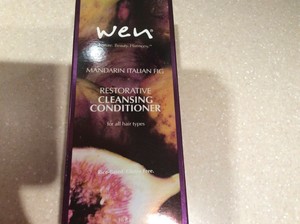 wen®
MANDARIN ITALIAN FIG
RESTORATIVE
CLEANSING
CONDITIONER
for all hair types